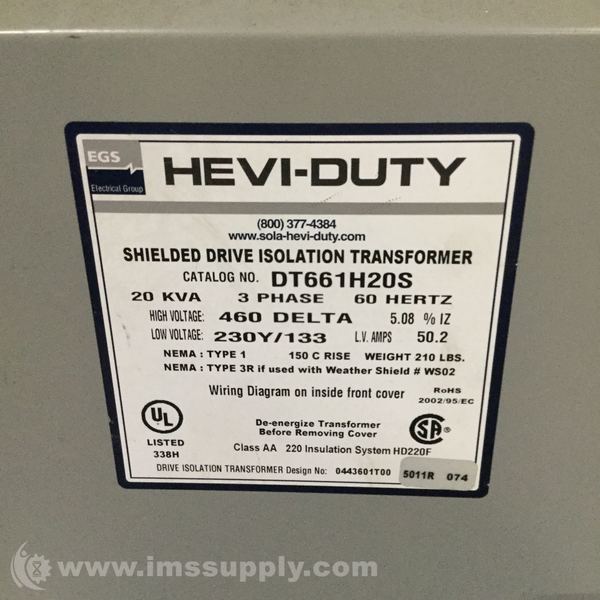 EGS
Electrical Group
HEVI-DUTY
(800) 377-4384
www.sola-hevi-duty.com
SHIELDED DRIVE ISOLATION TRANSFORMER
CATALOG NO. DT661H20S
20 KVA 3 PHASE 60 HERTZ
HIGH VOLTAGE: 460 DELTA 5.08 % IZ
LOW VOLTAGE: 230Y/133 L.V. AMPS 50.2
NEMA : TYPE 1 150 C RISE WEIGHT 210 LBS.
NEMA : TYPE 3R if used with Weather Shield # WS02
Wiring Diagram on inside front cover
RoHS
2002/95/EC
UL
LISTED
338H
De-energize Transformer
Before Removing Cover
SA
Class AA 220 Insulation System HD220F
DRIVE ISOLATION TRANSFORMER Design No: 0443601T00
5011R 074
www.imssupply.com